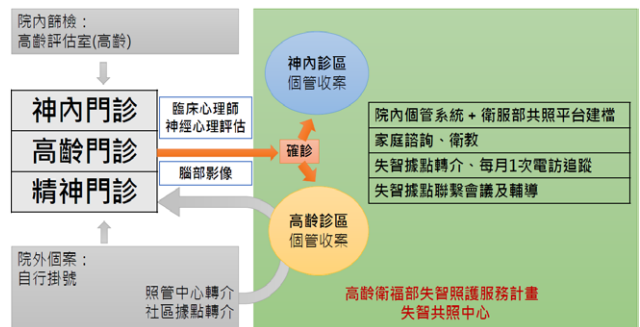 院內篩檢：
高齡評估室(高齡)
神內門診
高齡門診
精神門診
臨床心理師
神經心理評估
腦部影像
確診
神內診區
個管收案
高齡診區
個管收案
院內個管系統 + 衛服部共照平台建檔
家庭諮詢、衛教
失智據點轉介、每月1次電訪追蹤
失智據點聯繫會議及輔導
院外個案：
自行掛號
照管中心轉介
社區據點轉介
高齡衛福部失智照護服務計畫
失智共照中心